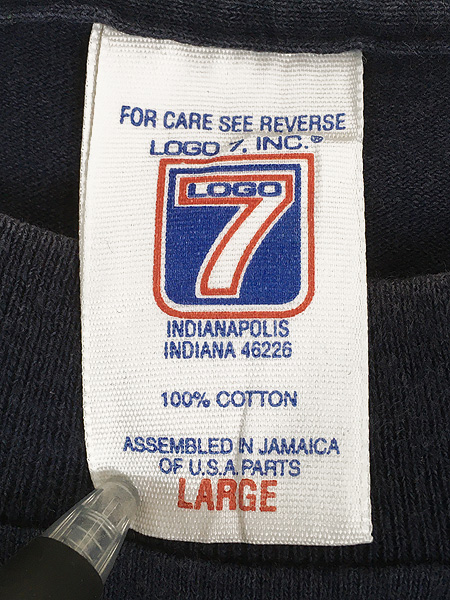 FOR CARE SEE REVERSE
LOGO 7, INC.®
LOGO
7
INDIANAPOLIS
INDIANA 46226
100% COTTON
ASSEMBLED IN JAMAICA
OF U.S.A PARTS
LARGE